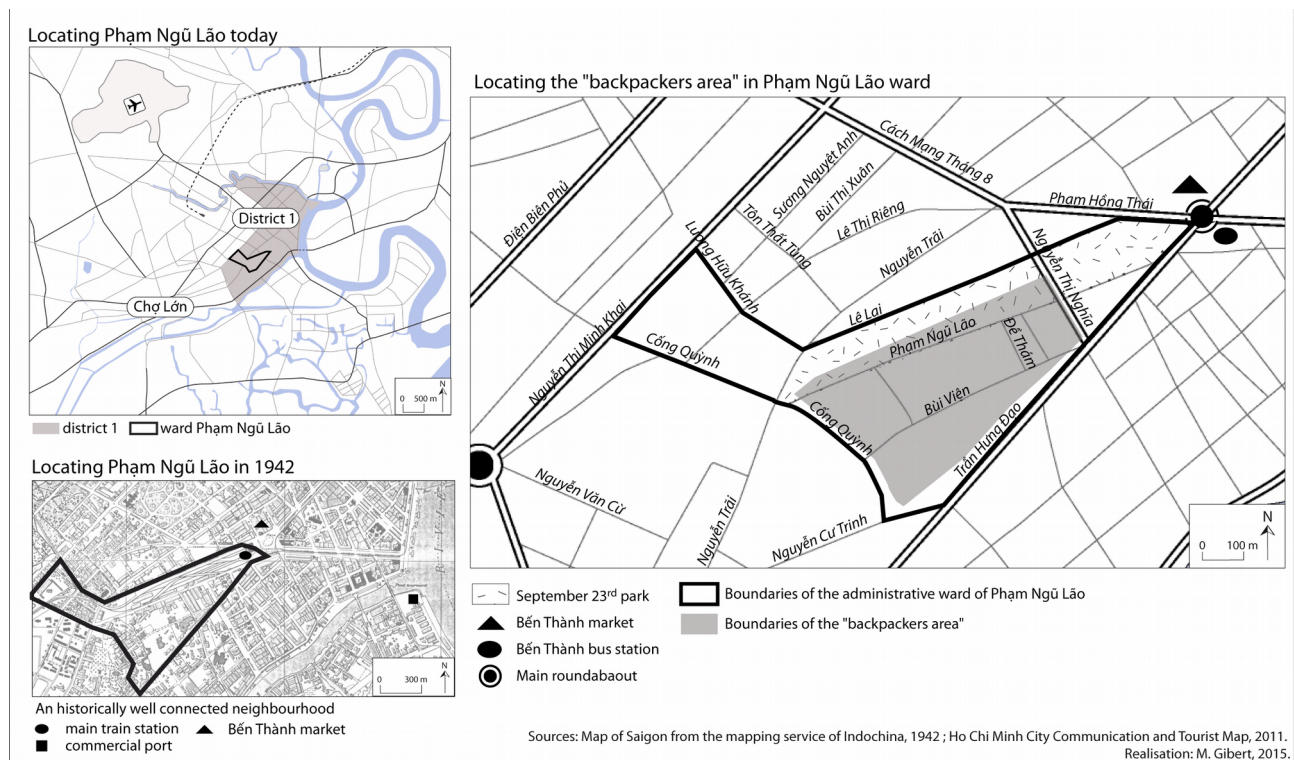 Locating Phạm Ngũ Lão today
District 1
Chợ Lớn
N
0 500 m
district 1
ward Phạm Ngũ Lão
Locating Phạm Ngũ Lão in 1942
N
0 300 m
An historically well connected neighbourhood
main train station
Bến Thành market
commercial port
Locating the "backpackers area" in Phạm Ngũ Lão ward
Điện Biên Phủ
Sương Nguyệt Anh
Bùi Thị Xuân
Cách Mạng Tháng 8
Tôn Thất Tùng
Lê Thị Riêng
Nguyễn Trãi
Phạm Hồng Thái
Lương Hữu Khánh
Nguyễn Thị Nghĩa
Lê Lai
Nguyễn Thị Minh Khai
Cống Quỳnh
Phạm Ngũ Lão
Đề Thám
Bùi Viện
Cống Quỳnh
Trần Hưng Đạo
Nguyễn Văn Cừ
Nguyễn Trãi
Nguyễn Cư Trinh
N
0 100 m
September 23rd park
Bến Thành market
Bến Thành bus station
Main roundabaout
Boundaries of the administrative ward of Phạm Ngũ Lão
Boundaries of the "backpackers area"
Sources: Map of Saigon from the mapping service of Indochina, 1942 ; Ho Chi Minh City Communication and Tourist Map, 2011.
Realisation: M. Gibert, 2015.